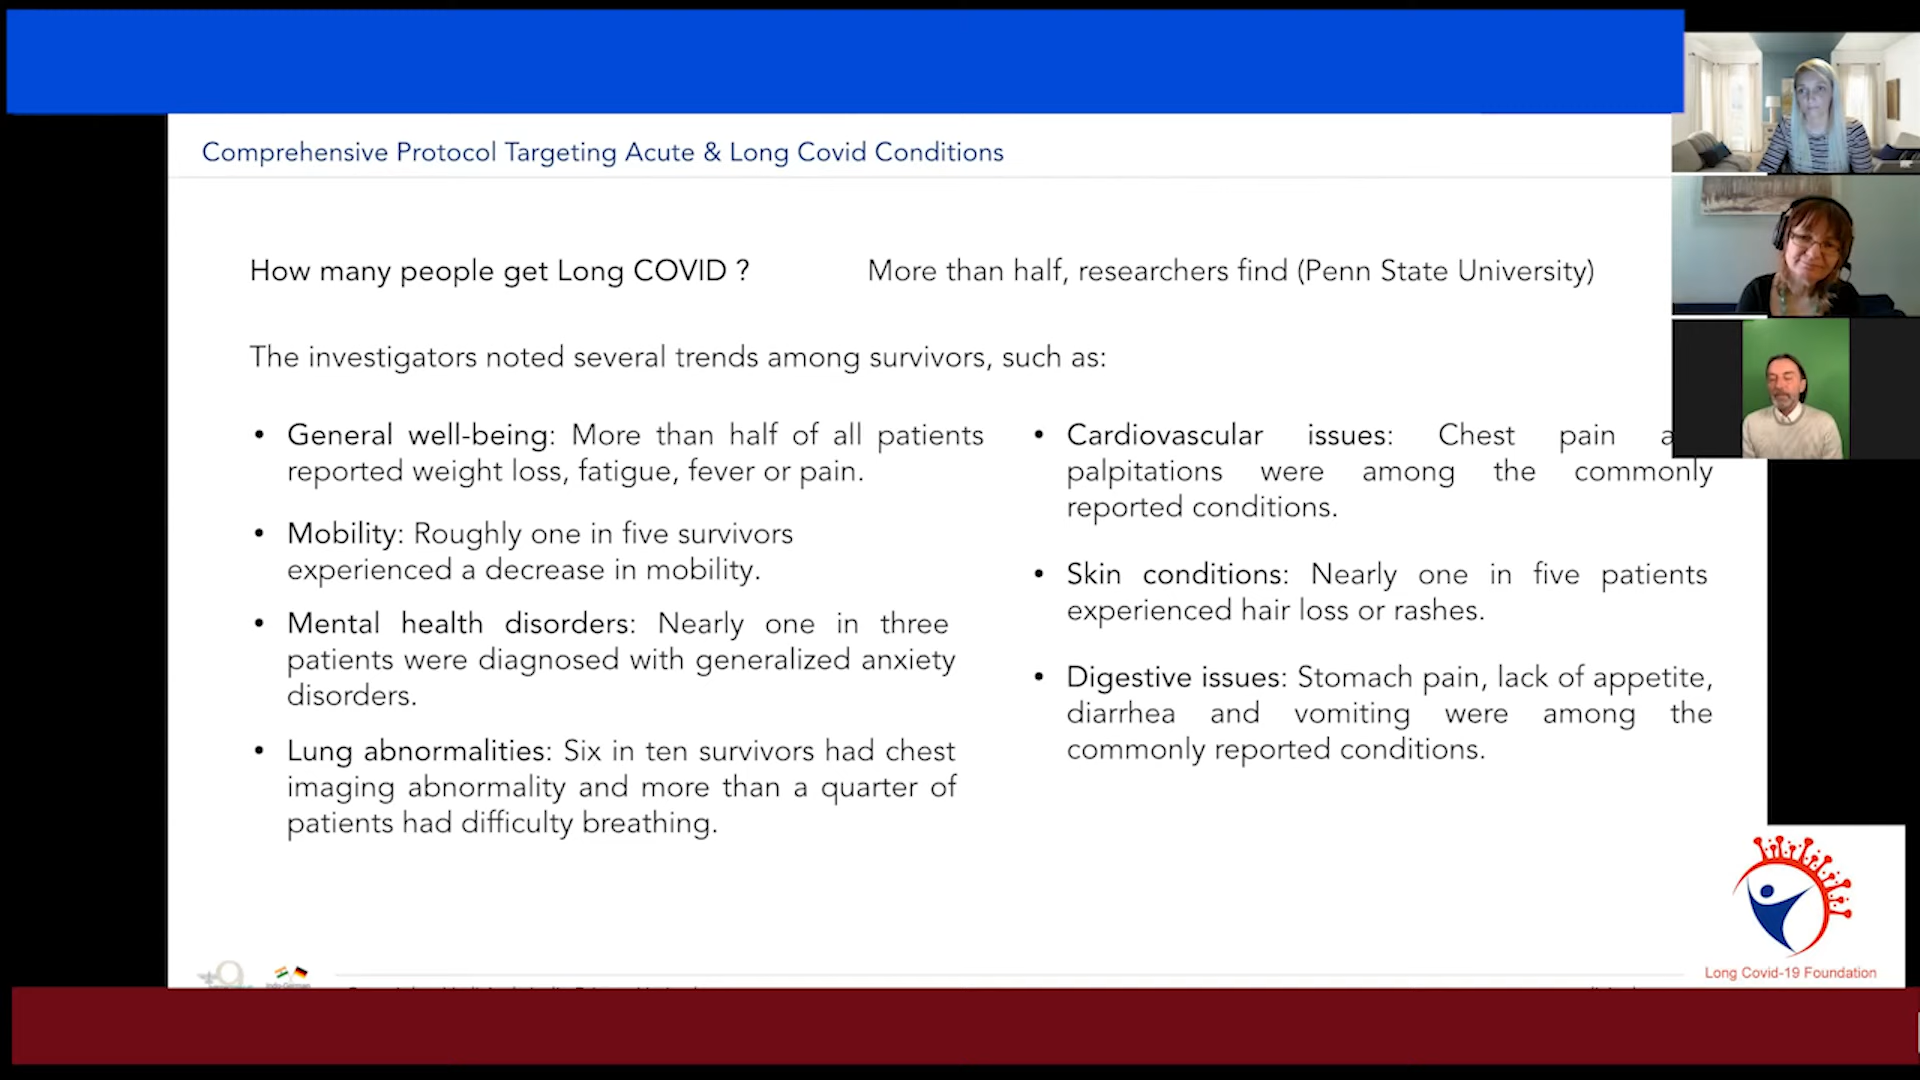 Comprehensive Protocol Targeting Acute & Long Covid Conditions
How many people get Long COVID ?
More than half, researchers find (Penn State University)
The investigators noted several trends among survivors, such as:
• General well-being: More than half of all patients
reported weight loss, fatigue, fever or pain.
• Mobility: Roughly one in five survivors
experienced a decrease in mobility.
• Mental health disorders: Nearly one in three
patients were diagnosed with generalized anxiety
disorders.
• Lung abnormalities: Six in ten survivors had chest
imaging abnormality and more than a quarter of
patients had difficulty breathing.
• Cardiovascular issues: Chest pain
palpitations were among the commonly
reported conditions.
• Skin conditions: Nearly one in five patients
experienced hair loss or rashes.
• Digestive issues: Stomach pain, lack of appetite,
diarrhea and vomiting were among the
commonly reported conditions.
Long Covid-19 Foundation